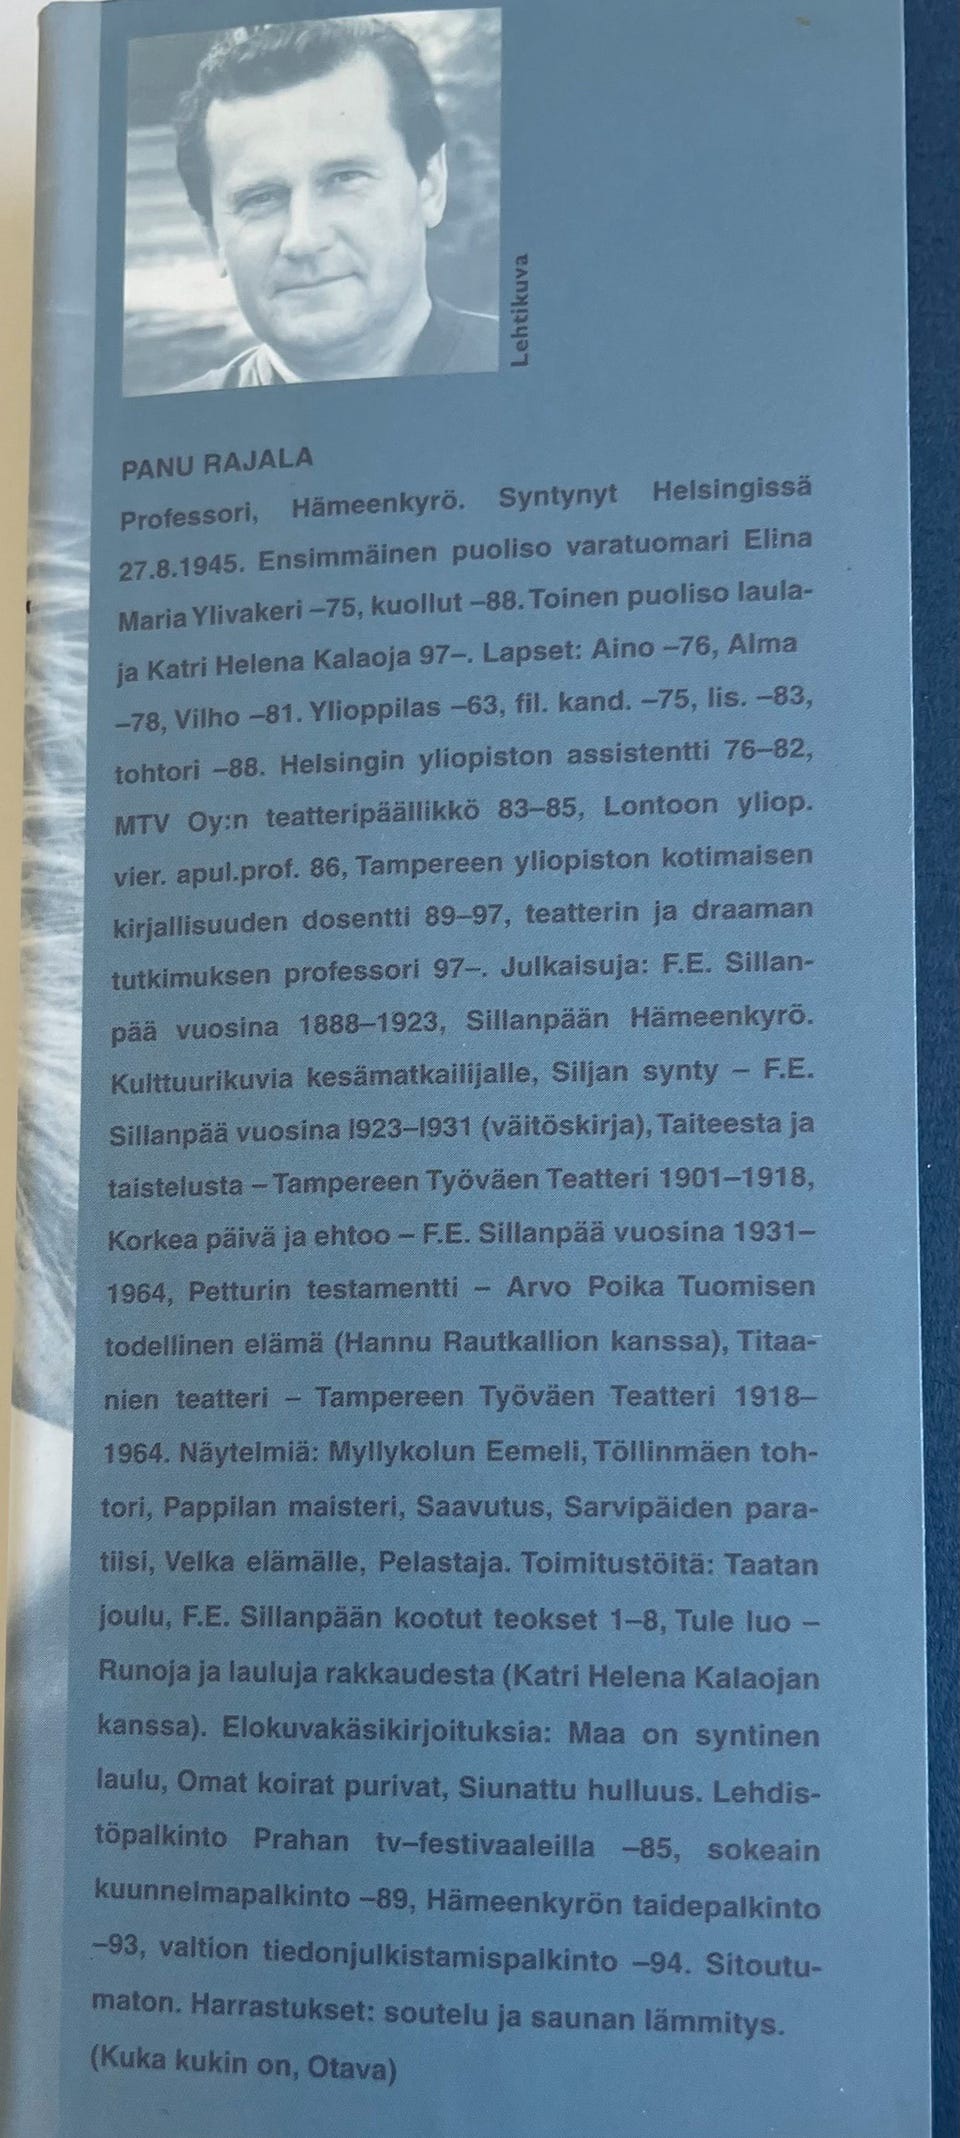 Lehtikuva
PANU RAJALA
Professori, Hämeenkyrö. Syntynyt Helsingissä
27.8.1945. Ensimmäinen puoliso varatuomari Elina
Maria Ylivakeri –75, kuollut –88. Toinen puoliso laula-
ja Katri Helena Kalaoja 97–. Lapset: Aino –76, Alma
–78, Vilho –81. Ylioppilas –63, fil. kand. –75, lis. –83,
tohtori –88. Helsingin yliopiston assistentti 76–82,
MTV Oy:n teatteripäällikkö 83–85, Lontoon yliop.
vier. apul.prof. 86, Tampereen yliopiston kotimaisen
kirjallisuuden dosentti 89–97, teatterin ja draaman
tutkimuksen professori 97–. Julkaisuja: F.E. Sillan-
pää vuosina 1888–1923, Sillanpään Hämeenkyrö.
Kulttuurikuvia kesämatkailijalle, Siljan synty – F.E.
Sillanpää vuosina I923–I931 (väitöskirja), Taiteesta ja
taistelusta – Tampereen Työväen Teatteri 1901–1918,
Korkea päivä ja ehtoo – F.E. Sillanpää vuosina 1931–
1964, Petturin testamentti – Arvo Poika Tuomisen
todellinen elämä (Hannu Rautkallion kanssa), Titaa-
nien teatteri – Tampereen Työväen Teatteri 1918–
1964. Näytelmiä: Myllykolun Eemeli, Töllinmäen toh-
tori, Pappilan maisteri, Saavutus, Sarvipäiden para-
tiisi, Velka elämälle, Pelastaja. Toimitustöitä: Taatan
joulu, F.E. Sillanpään kootut teokset 1–8, Tule luo –
Runoja ja lauluja rakkaudesta (Katri Helena Kalaojan
kanssa). Elokuvakäsikirjoituksia: Maa on syntinen
laulu, Omat koirat purivat, Siunattu hulluus. Lehdis-
töpalkinto Prahan tv–festivaaleilla –85, sokeain
kuunnelmapalkinto –89, Hämeenkyrön taidepalkinto
–93, valtion tiedonjulkistamispalkinto –94. Sitoutu-
maton. Harrastukset: soutelu ja saunan lämmitys.
(Kuka kukin on, Otava)